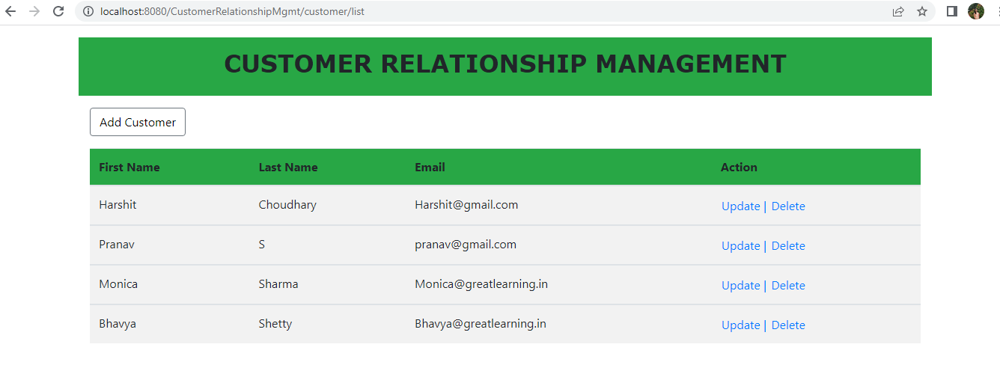 localhost:8080/CustomerRelationshipMgmt/customer/list
CUSTOMER RELATIONSHIP MANAGEMENT
Add Customer
First Name Last Name Email Action
Harshit Choudhary Harshit@gmail.com Update | Delete
Pranav S pranav@gmail.com Update | Delete
Monica Sharma Monica@greatlearning.in Update | Delete
Bhavya Shetty Bhavya@greatlearning.in Update | Delete